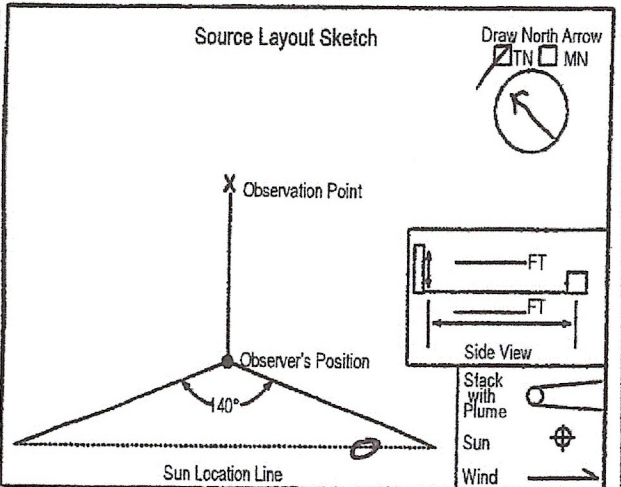 Source Layout Sketch
Draw North Arrow
TN MN
X Observation Point
FT
FT
Side View
Observer's Position
140°
Sun Location Line
Stack
with
Plume
Sun
Wind